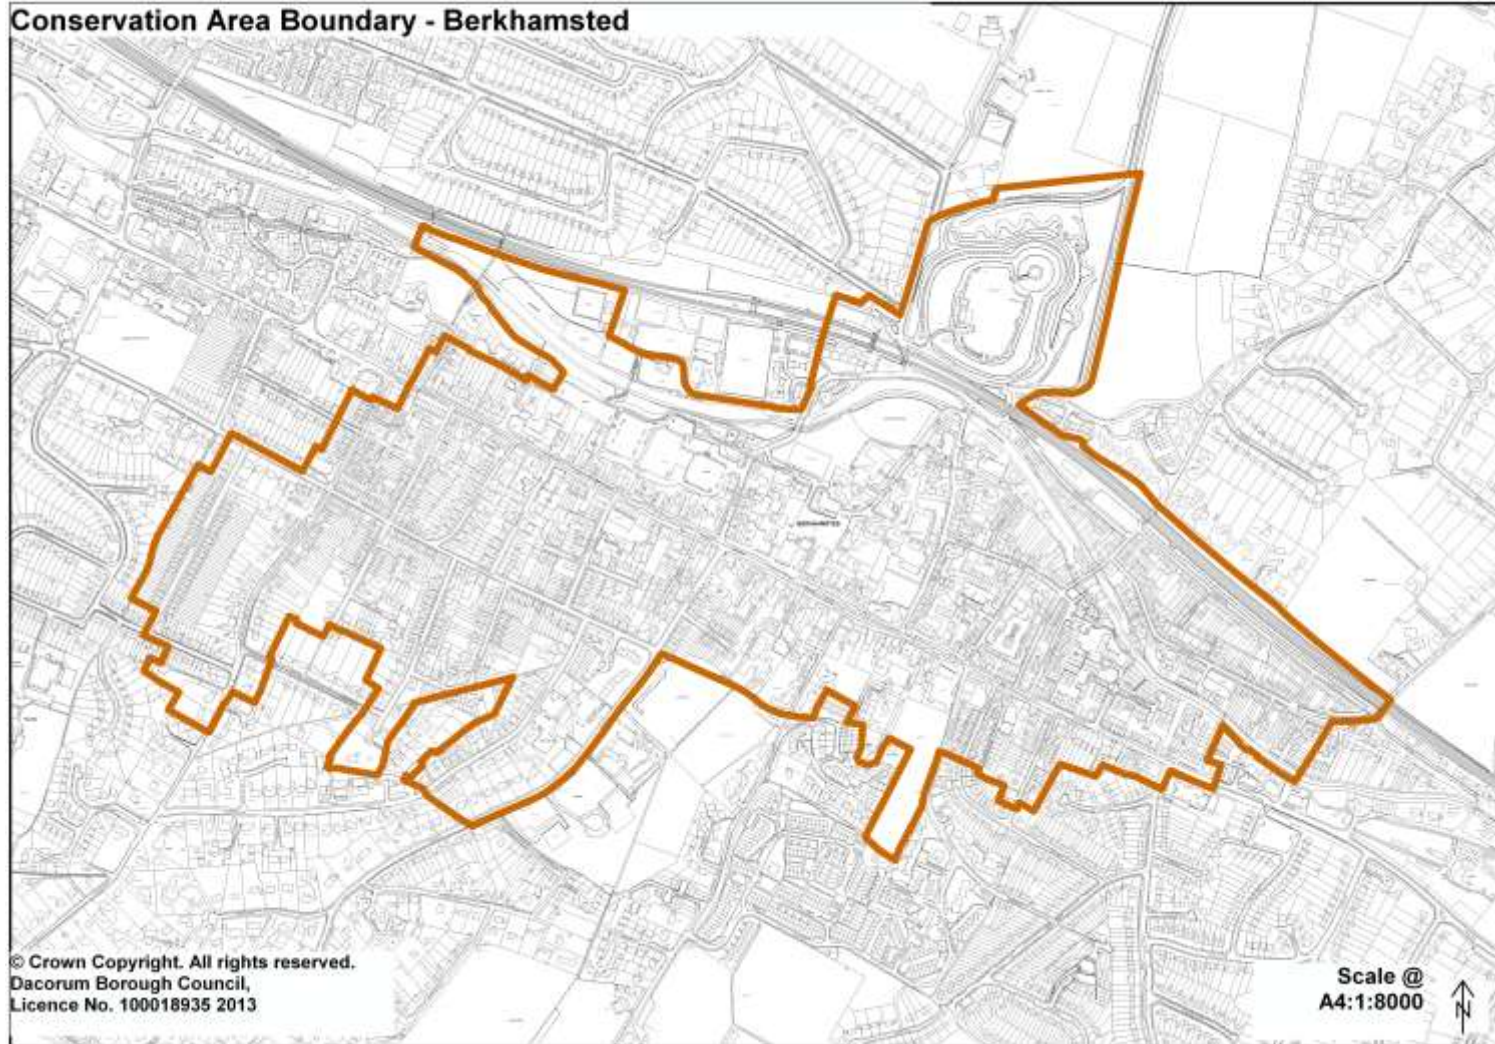 Conservation Area Boundary - Berkhamsted
BERKHAMSTED
© Crown Copyright. All rights reserved.
Dacorum Borough Council,
Licence No. 100018935 2013
Scale @
A4:1:8000
N